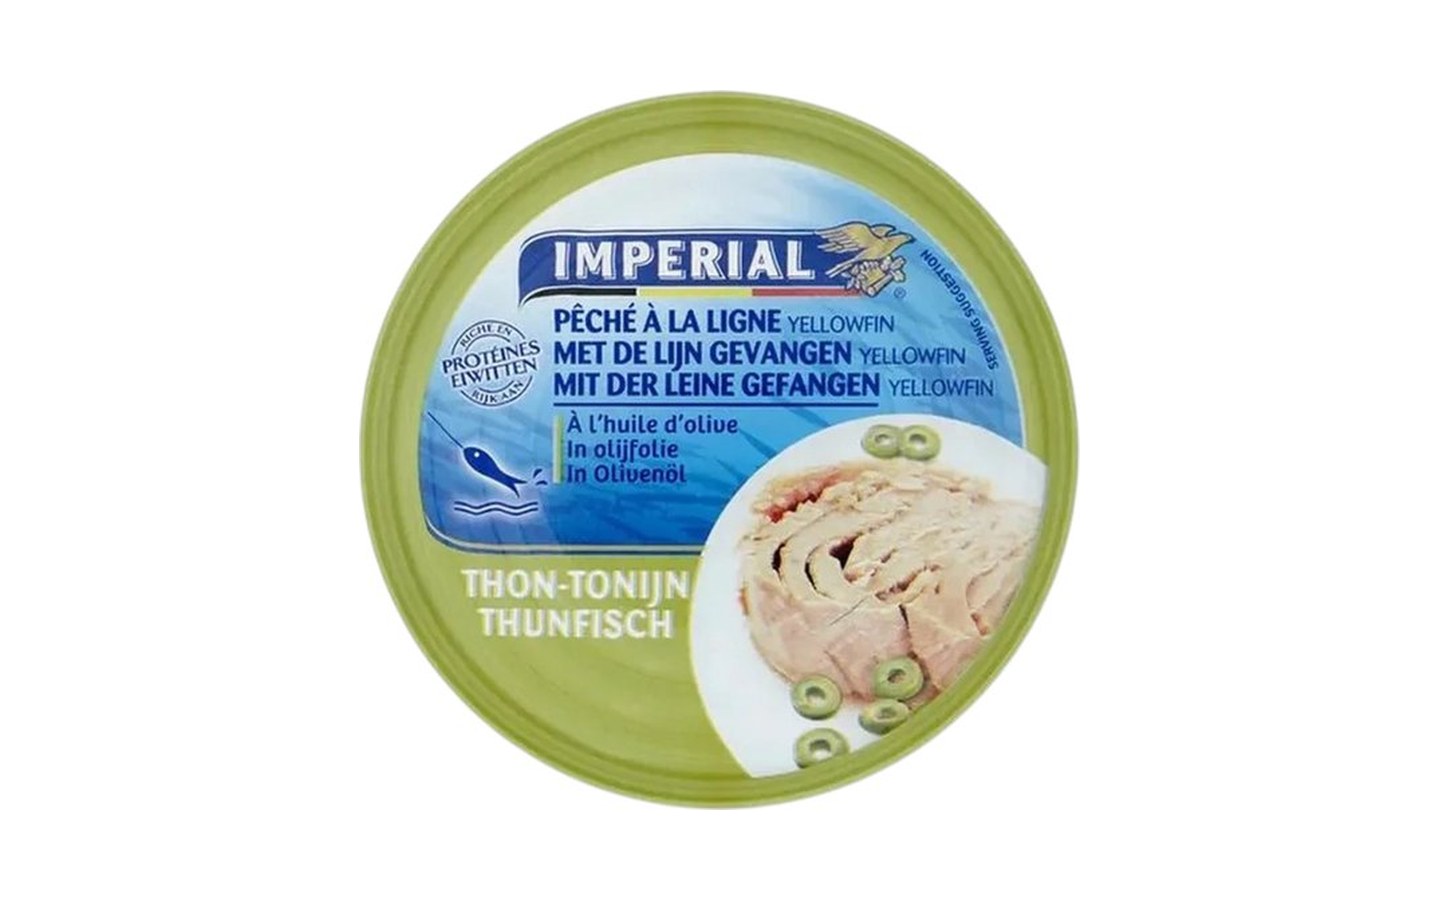 IMPERIAL
®
SERVING SUGGESTION
PÊCHÉ À LA LIGNE YELLOWFIN
MET DE LIJN GEVANGEN YELLOWFIN
MIT DER LEINE GEFANGEN YELLOWFIN
RICHE EN
PROTÉINES
EIWITTEN
RIJK AAN
À l'huile d'olive
In olijfolie
In Olivenöl
THON-TONIJN
THUNFISCH